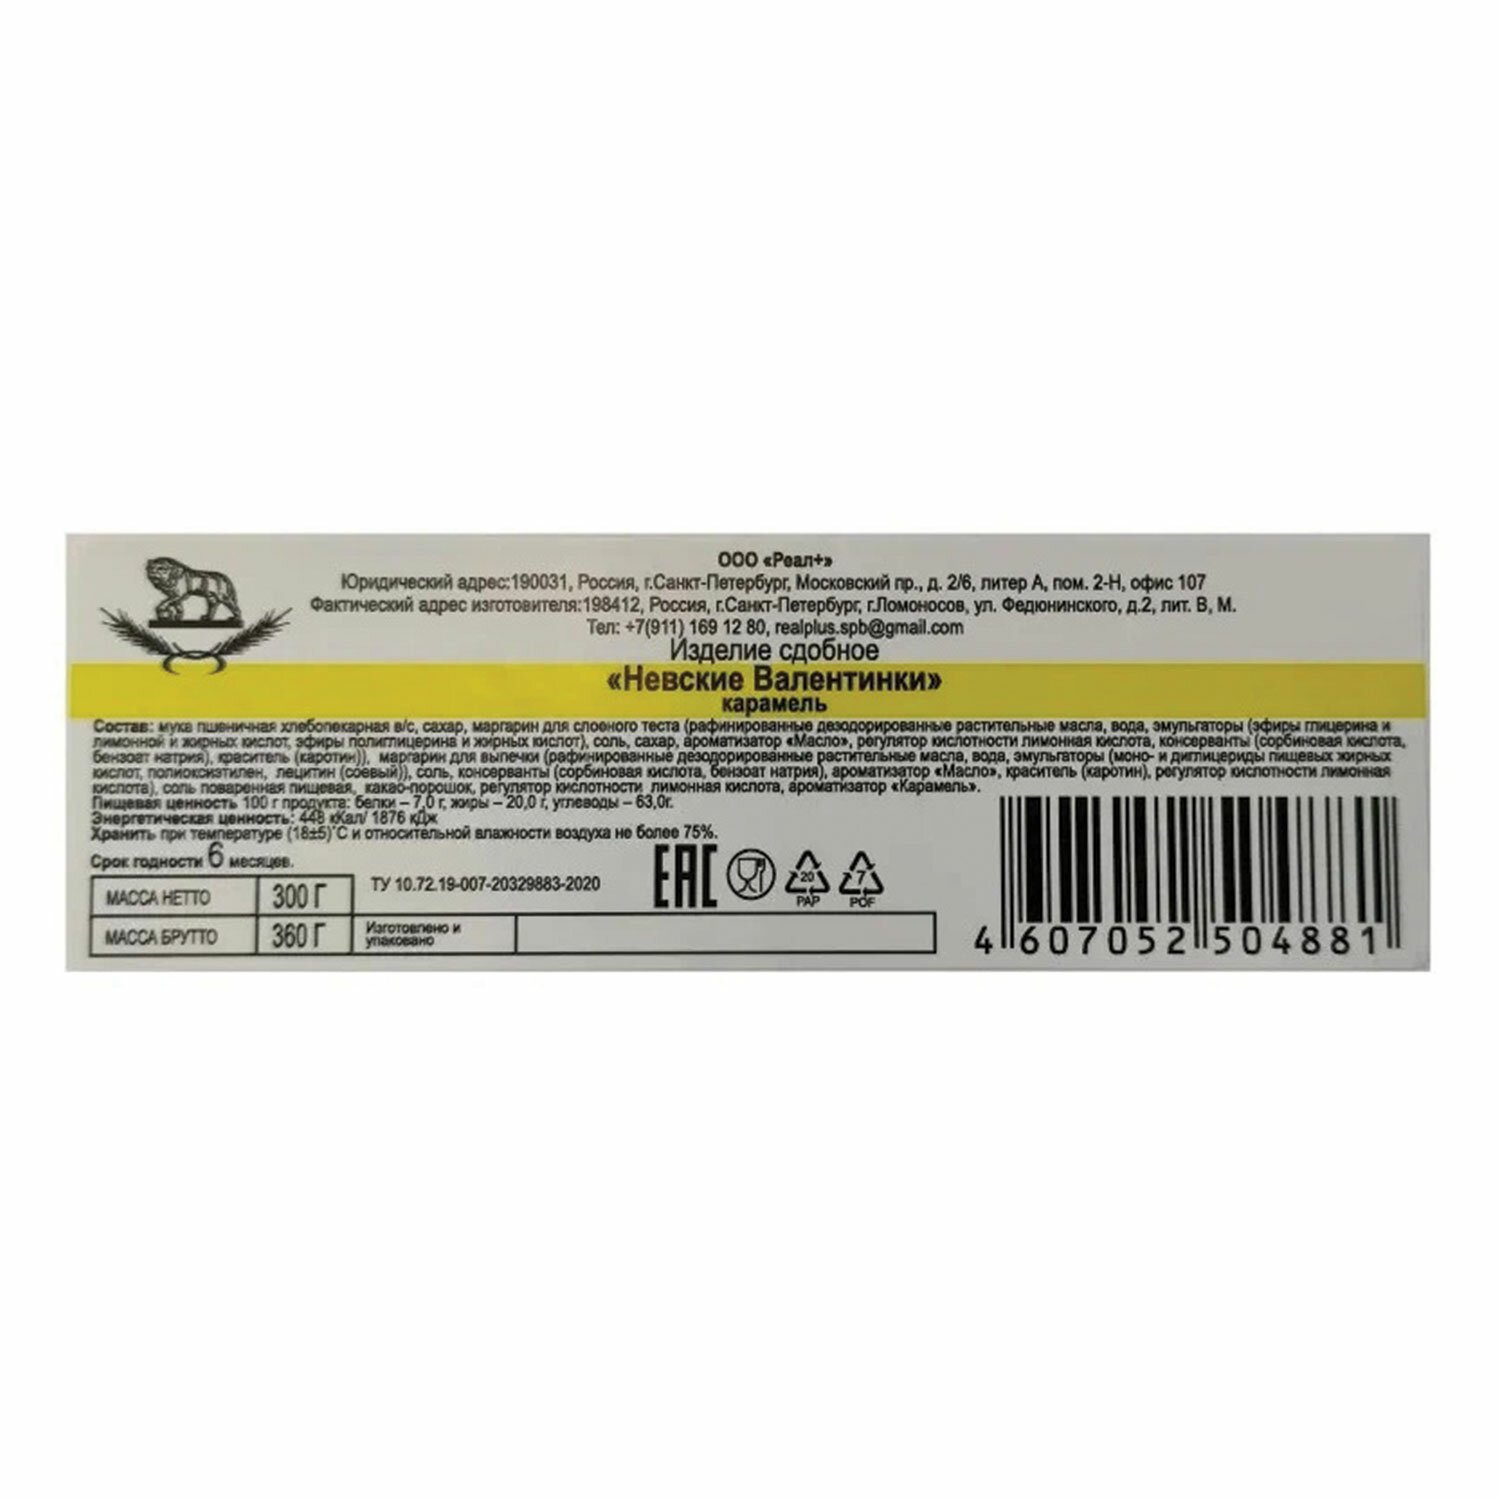 ООО «Реал+»
Юридический адрес:190031, Россия, г.Санкт-Петербург, Московский пр., д. 2/6, литер А, пом. 2-Н, офис 107
Фактический адрес изготовителя:198412, Россия, г.Санкт-Петербург, г.Ломоносов, ул. Федюнинского, д.2, лит. В, М.
Тел: +7(911) 169 12 80, realplus.spb@gmail.com
Изделие сдобное
«Невские Валентинки»
карамель
Состав: мука пшеничная хлебопекарная в/с, сахар, маргарин для слоеного теста (рафинированные дезодорированные растительные масла, вода, эмульгаторы (эфиры глицерина и
лимонной и жирных кислот, эфиры полиглицерина и жирных кислот), соль, сахар, ароматизатор «Масло», регулятор кислотности лимонная кислота, консерванты (сорбиновая кислота,
бензоат натрия), краситель (каротин)), маргарин для выпечки (рафинированные дезодорированные растительные масла, вода, эмульгаторы (моно- и диглицериды пищевых жирных
кислот, полиоксиэтилен, лецитин (соевый)), соль, консерванты (сорбиновая кислота, бензоат натрия), ароматизатор «Масло», краситель (каротин), регулятор кислотности лимонная
кислота), соль поваренная пищевая, какао-порошок, регулятор кислотности лимонная кислота, ароматизатор «Карамель».
Пищевая ценность 100 г продукта: белки – 7,0 г, жиры – 20,0 г, углеводы – 63,0г.
Энергетическая ценность: 448 кКал/ 1876 кДж
Хранить при температуре (18±5)˚С и относительной влажности воздуха не более 75%.
Срок годности 6 месяцев.
МАССА НЕТТО 300 Г
ТУ 10.72.19-007-20329883-2020
EAC
20
PAP
7
POF
МАССА БРУТТО 360 Г
Изготовлено и
упаковано
4 607052 504881